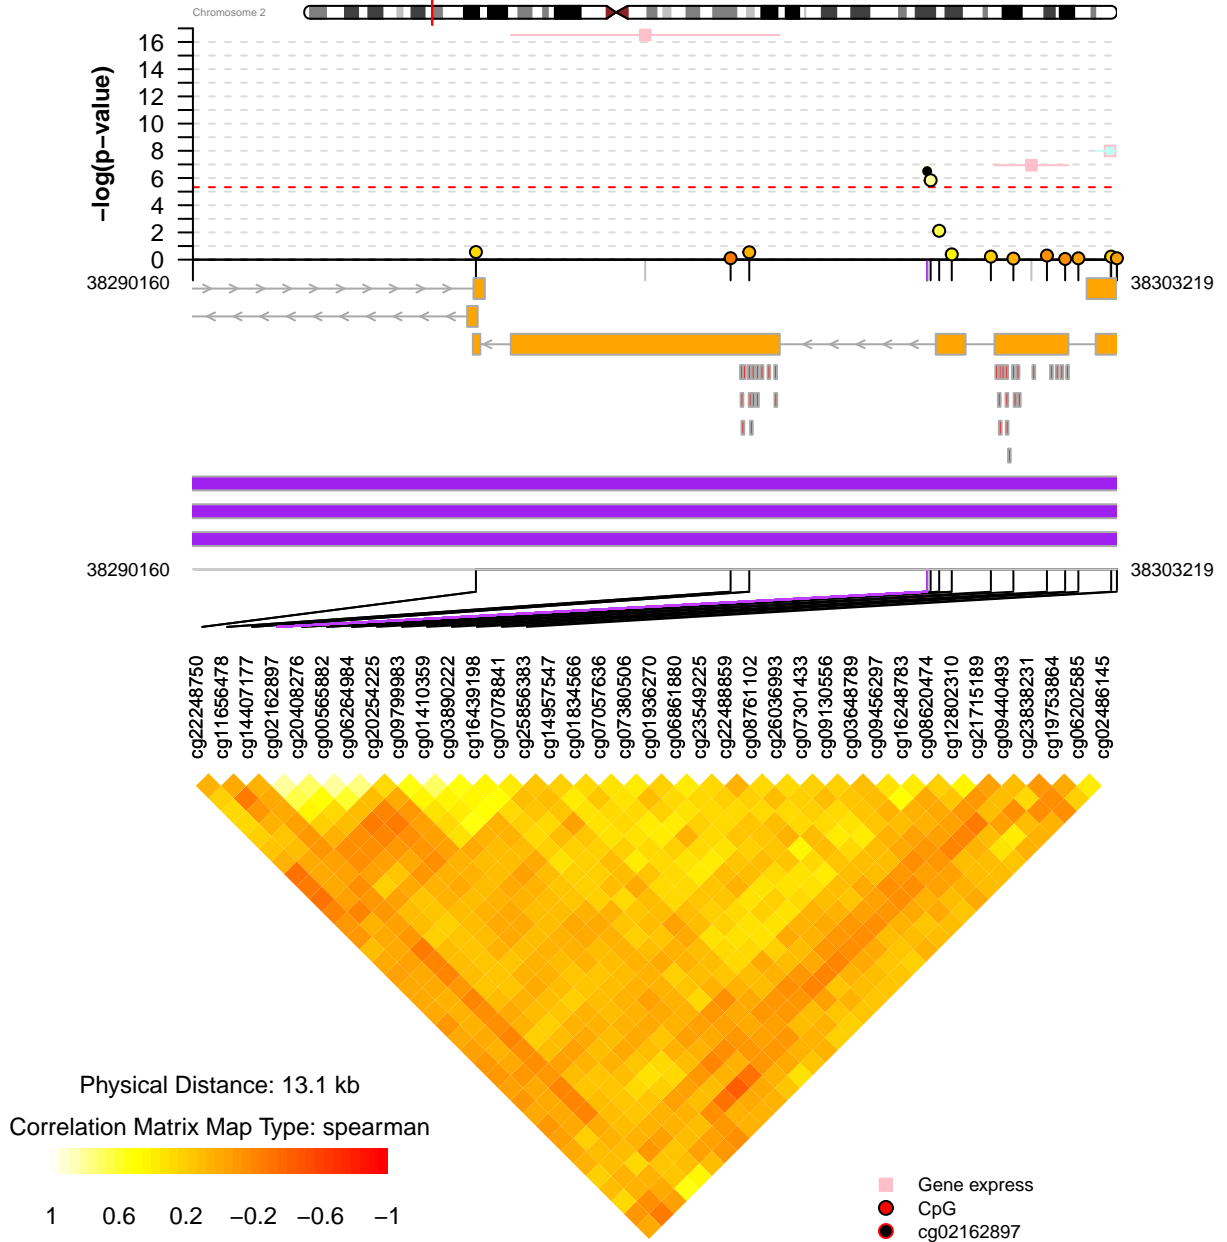 Chromosome 2
−log(p−value)
16
14
12
10
8
6
4
2
0
38290160
38303219
38290160
38303219
cg22248750
cg11656478
cg14407177
cg02162897
cg20408276
cg00565882
cg06264984
cg20254225
cg09799983
cg01410359
cg03890222
cg16439198
cg07078841
cg25856383
cg14957547
cg01834566
cg07057636
cg07380506
cg01936270
cg06861880
cg23549225
cg22488859
cg08761102
cg26036993
cg07301433
cg09130556
cg03648789
cg09456297
cg16248783
cg08620474
cg12802310
cg21715189
cg09440493
cg23838231
cg19753864
cg06202585
cg02486145
Physical Distance: 13.1 kb
Correlation Matrix Map Type: spearman
1 0.6 0.2 −0.2 −0.6 −1
Gene express
CpG
cg02162897